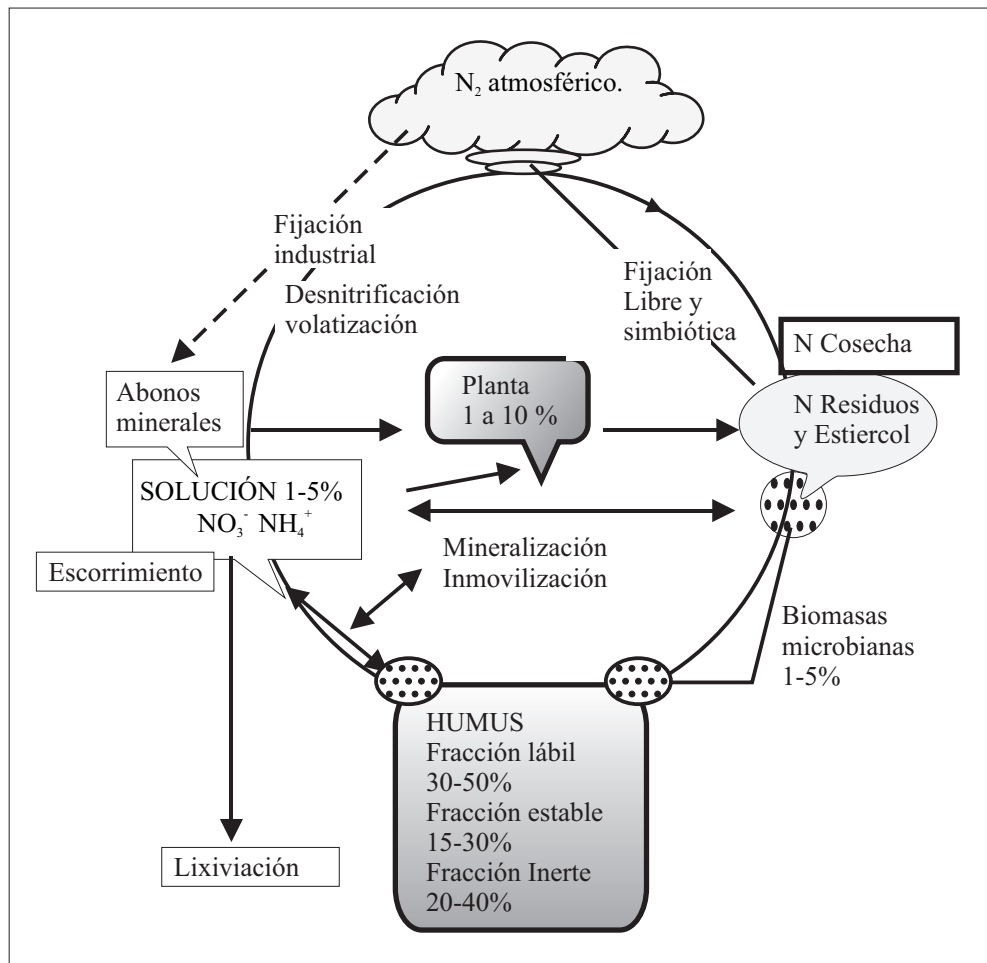 N₂ atmosférico.
Fijación
industrial
Desnitrificación
volatización
Fijación
Libre y
simbiótica
N Cosecha
Abonos
minerales
Planta
1 a 10 %
N Residuos
y Estiercol
SOLUCIÓN 1-5%
NO₃⁻ NH₄⁺
Escorrimiento
Mineralización
Inmovilización
Biomasas
microbianas
1-5%
HUMUS
Fracción lábil
30-50%
Fracción estable
15-30%
Fracción Inerte
20-40%
Lixiviación